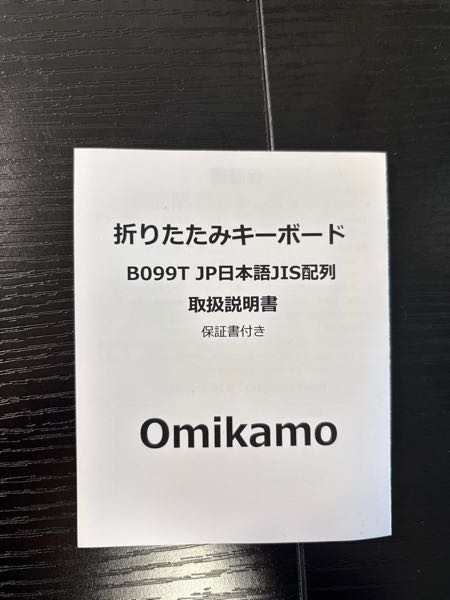 折りたたみキーボード
B099T JP日本語JIS配列
取扱説明書
保証書付き
Omikamo